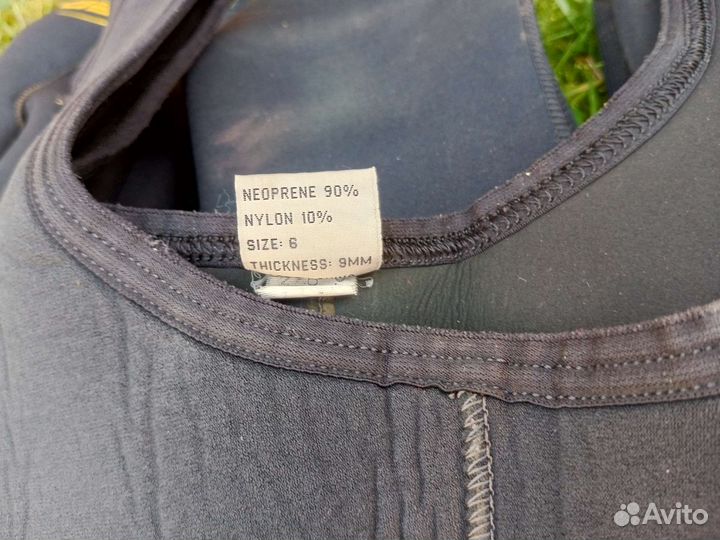 NEOPRENE 90%
NYLON 10%
SIZE: 6
THICKNESS: 9MM
Avito